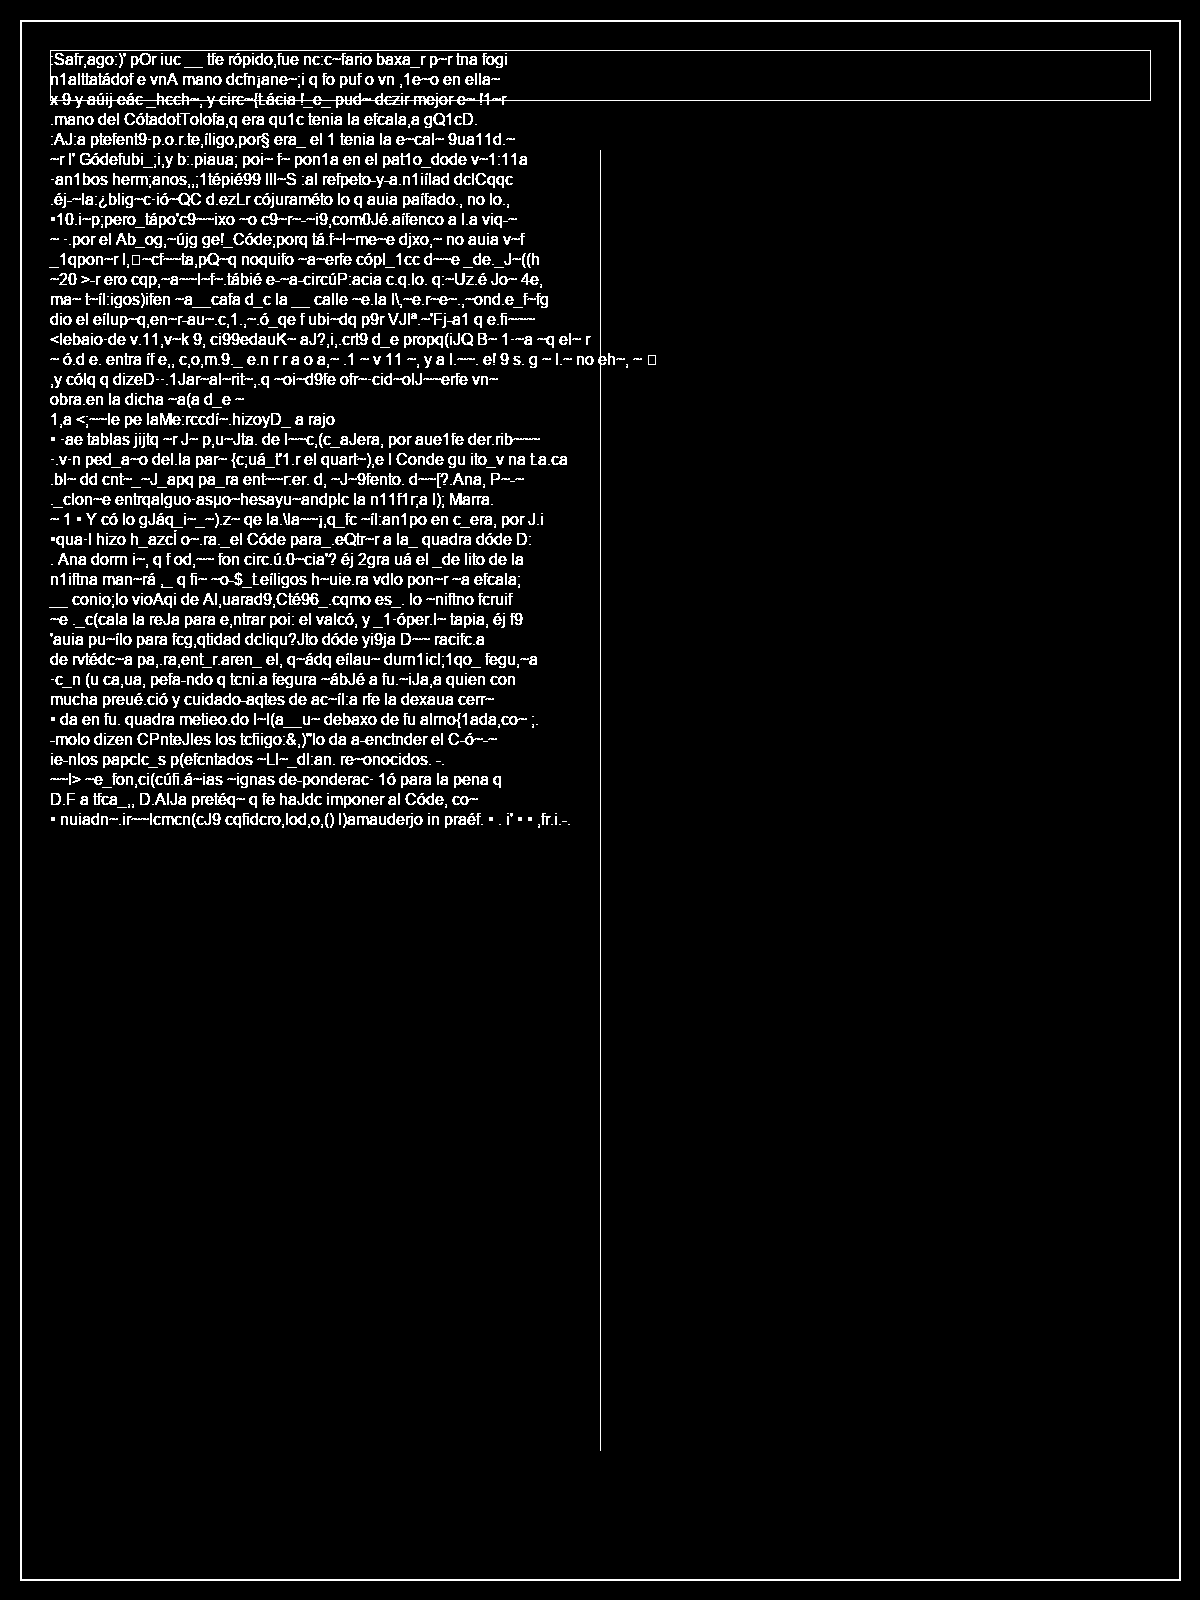 :Safr,ago:)' pOr iuc __ tfe rópido,fue nc:c~fario baxa_r p~r tna fogi
n1alttatádof e vnA mano dcfn¡ane~;i q fo puf o vn ,1e~o en ella~
x 9 y aúij eác _hcch~, y circ~{t.ácia !_e_ pud~ dczir mejor e~ !1~r
.mano del CótadotTolofa,q era qu1c tenia la efcala,a gQ1cD.
:AJ:a ptefent9·p.o.r.te,íligo,por§ era_ el 1 tenia la e~cal~ 9ua11d.~
~r l' Gódefubi_;i,y b:.piaua; poi~ f~ pon1a en el pat1o_dode v~1:11a
·an1bos herm;anos,,;1tépié99 lll~S :al refpeto-y-a.n1iílad dclCqqc
.éj-~la:¿blig~c·ió~QC d.ezLr cójuraméto lo q auia paífado., no lo.,
•10.i~p;pero_tápo'c9~~ixo ~o c9~r~-~i9,com0Jé.aífenco a l.a viq-~
~ ·.por el Ab_og,~újg ge!_Códe;porq tá.f~l~me~e djxo,~ no auia v~f
_1qpon~r l,□~cf~~ta,pQ~q noquifo ~a~erfe cópl_1cc d~~e _de._J~((h
~20 >-r ero cqp,~a~~l~f~.tábié e-~a-circúP:acia c.q.lo. q:~Uz.é Jo~ 4e,
ma~ t~íl:igos)ifen ~a__cafa d_c la __ calle ~e.la l\,~e.r~e~.,~ond.e_f~fg
dio el eílup~q,en~r-au~.c,1.,~.ó_qe f ubi~dq p9r VJlª.~'Fj-a1 q e.fi~~~
<lebaio·de v.11,v~k 9, ci99edauK~ aJ?,i,.crt9 d_e propq(iJQ B~ 1·~a ~q el~ r
~ ó.d e. entra íf e,, c,o,m.9._ e.n r r a o a,~ .1 ~ v 11 ~, y a l.~~. e! 9 s. g ~ l.~ no eh~, ~ □
,y cólq q dizeD··.1Jar~al~rit~,.q ~oi~d9fe ofr~·cid~olJ~~erfe vn~
obra.en la dicha ~a(a d_e ~
1,a <;~~le pe laMe:rccdí~.hizoyD_ a rajo
• ·ae tablas jijtq ~r J~ p,u~Jta. de l~~c,(c_aJera, por aue1fe der.rib~~~
·.v·n ped_a~o del.la par~ {c;uá_t'1.r el quart~),e l Conde gu ito_v na t.a.ca
.bl~ dd cnt~_~J_apq pa_ra ent~~r:er. d, ~J~9fento. d~~[?.Ana, P~-~
._clon~e entrqalguo·asµo~hesayu~andplc la n11f1r;a l); Marra.
~ 1 • Y có lo gJáq_i~_~).z~ qe la.\la~~¡,q_fc ~íl:an1po en c_era, por J.i
•qua·l hizo h_azcÍ o~.ra._el Códe para_.eQtr~r a la_ quadra dóde D:
. Ana dorm i~, q f od,~~ fon circ.ú.0~cia'? éj 2gra uá el _de lito de la
n1iftna man~rá ,_ q fi~ ~o-$_t.eíligos h~uie.ra vdlo pon~r ~a efcala;
__ conio;lo vioAqi de Al,uarad9,Cté96_.cqmo es_. lo ~niftno fcruif
~e ._c(cala la reJa para e,ntrar poi: el valcó, y _1·óper.l~ tapia, éj f9
'auia pu~ílo para fcg,qtidad dcliqu?Jto dóde yi9ja D~~ racifc.a
de rvtédc~a pa,.ra,ent_r.aren_ el, q~ádq eílau~ durn1icl;1qo_ fegu,~a
·c_n (u ca,ua, pefa-ndo q tcni.a fegura ~ábJé a fu.~iJa,a quien con
mucha preué.ció y cuidado-aqtes de ac~íl:a rfe la dexaua cerr~
• da en fu. quadra metieo.do l~l(a__u~ debaxo de fu almo{1ada,co~ ;.
-molo dizen CPnteJles los tcfiigo:&,)"lo da a-enctnder el C-ó~-~
ie-nlos papclc_s p(efcntados ~Ll~_dl:an. re~onocidos. -.
~~l> ~e_fon,ci(cúfi.á~ias ~ignas de-ponderac· 1ó para la pena q
D.F a tfca_,, D.AlJa pretéq~ q fe haJdc imponer al Códe, co~
• nuiadn~.ir~~lcmcn(cJ9 cqfidcro,lod,o,() l)amauderjo in praéf. • . i' • • ,fr.i.-.